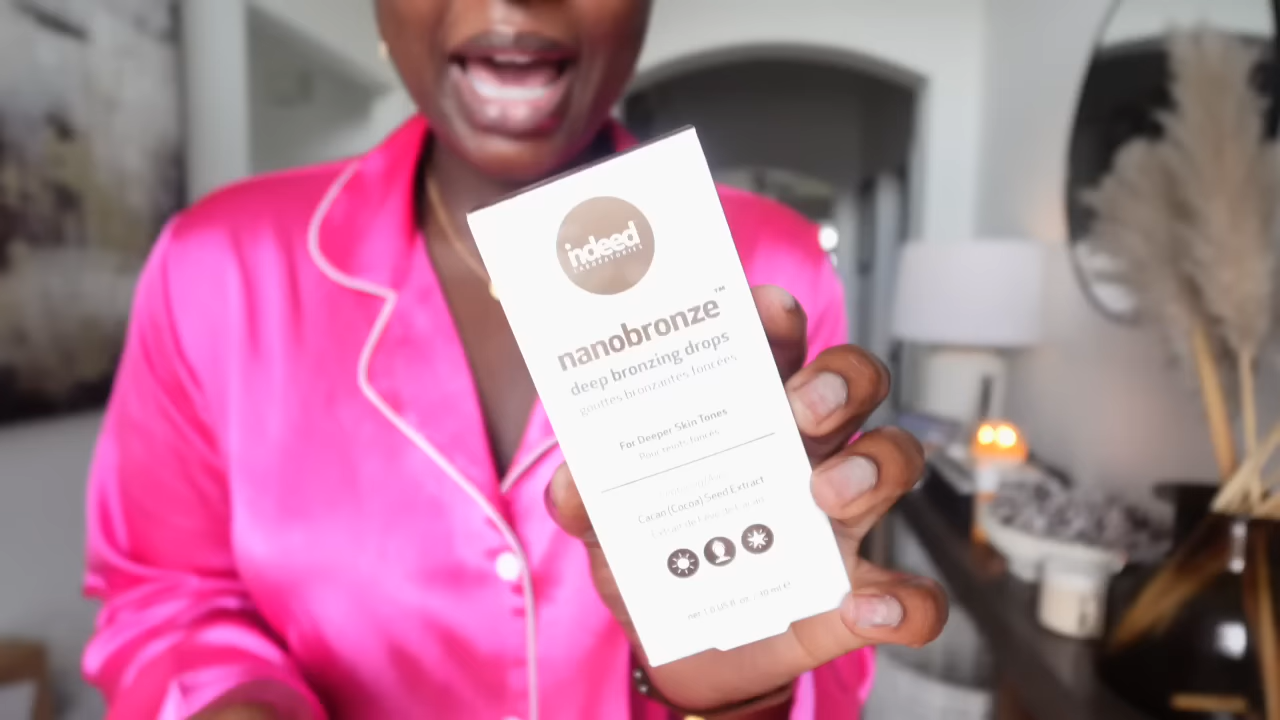 indeed
LABORATORIES
nanobronze™
deep bronzing drops
gouttes bronzantes foncées
For Deeper Skin Tones
Pour teints foncés
Cacao (Cocoa) Seed Extract